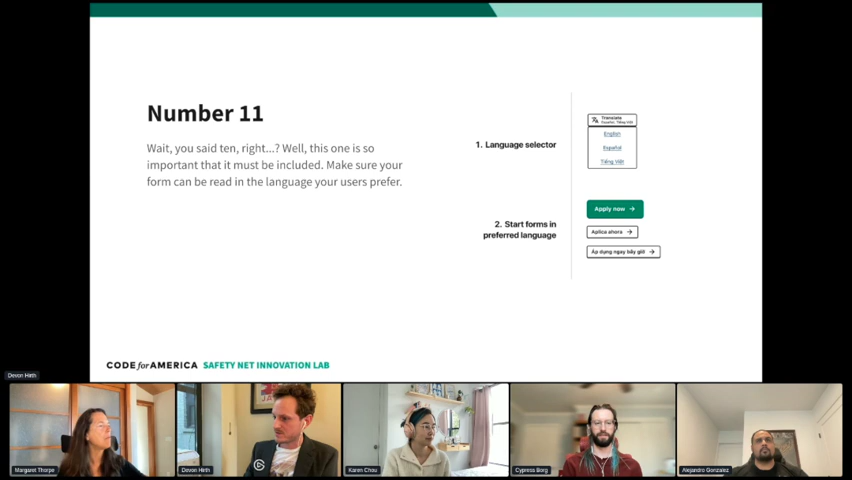 Number 11
Wait, you said ten, right...? Well, this one is so
important that it must be included. Make sure your
form can be read in the language your users prefer.
1. Language selector
Translate
Español · Tiếng Việt
English
Español
Tiếng Việt
2. Start forms in
preferred language
Apply now →
Aplica ahora →
Áp dụng ngay bây giờ →
CODE for AMERICA SAFETY NET INNOVATION LAB
Devon Hirth
Margaret Thorpe
Devon Hirth
Karen Chou
Cypress Borg
Alejandro Gonzalez